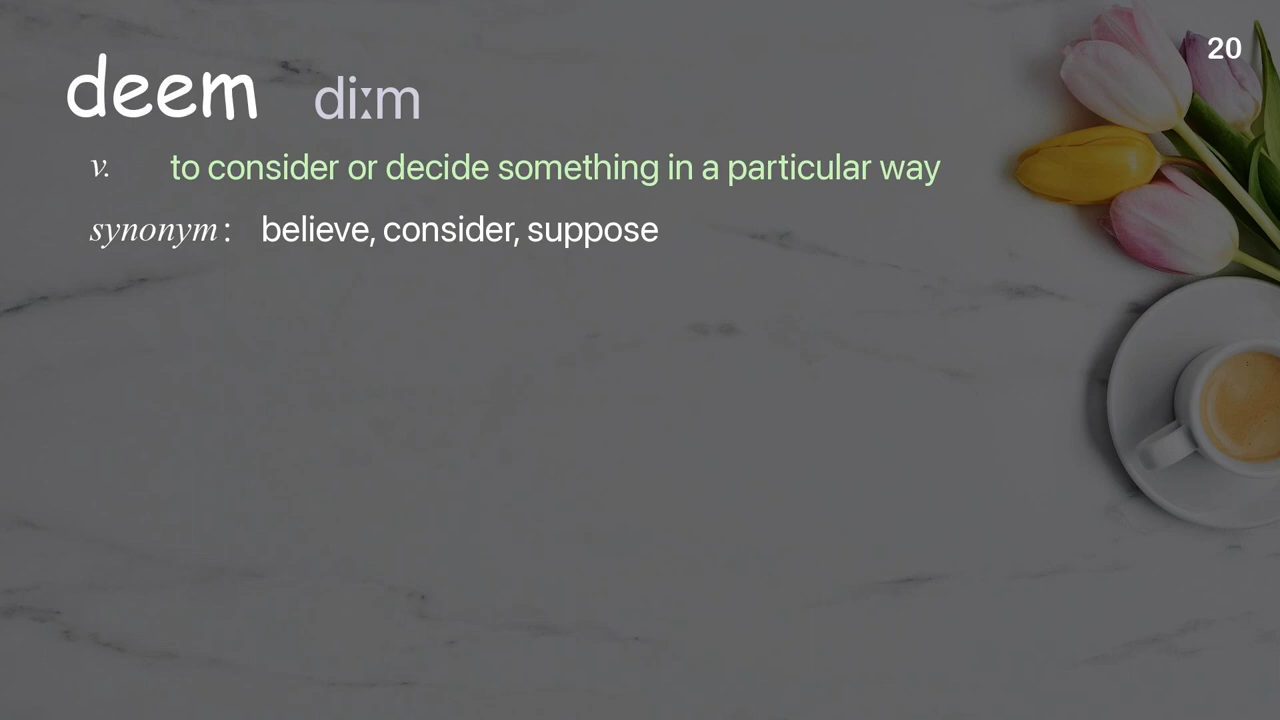 20
deem diːm
v. to consider or decide something in a particular way
synonym: believe, consider, suppose